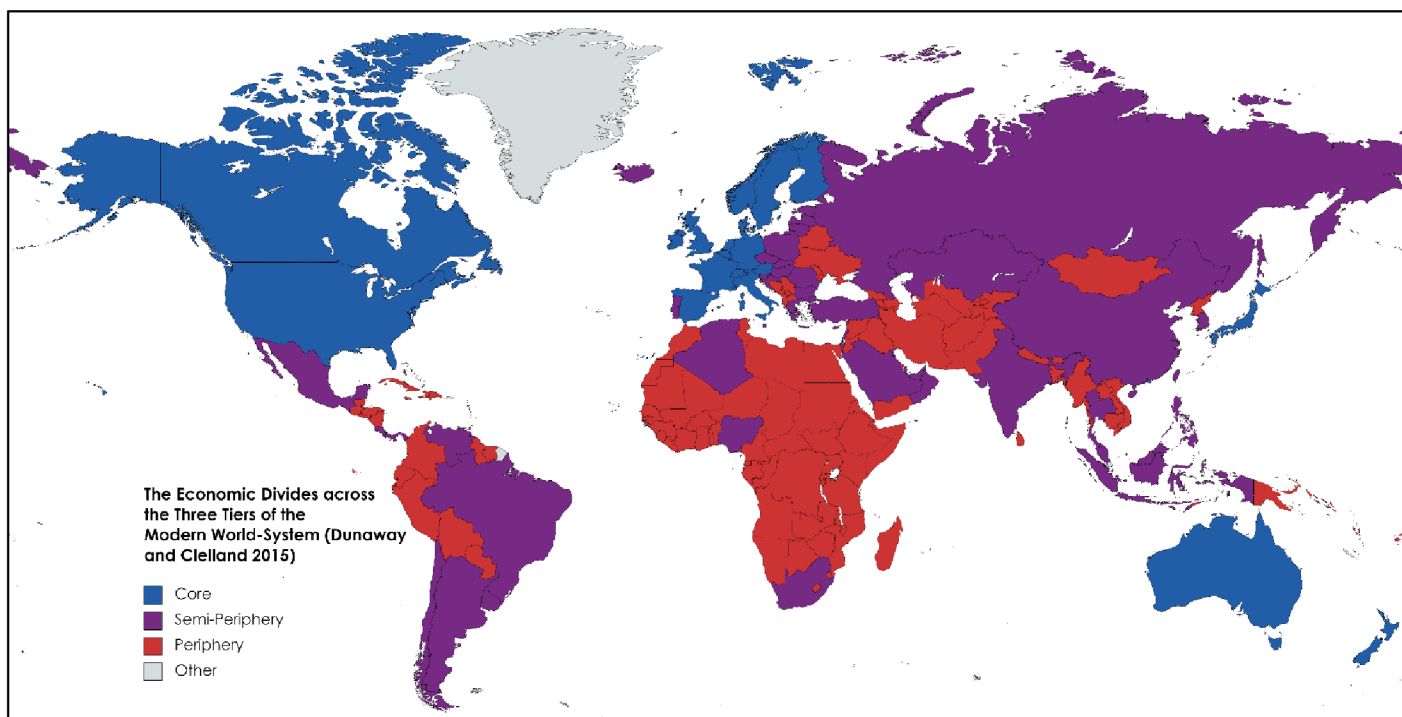 The Economic Divides across
the Three Tiers of the
Modern World-System (Dunaway
and Clelland 2015)
Core
Semi-Periphery
Periphery
Other